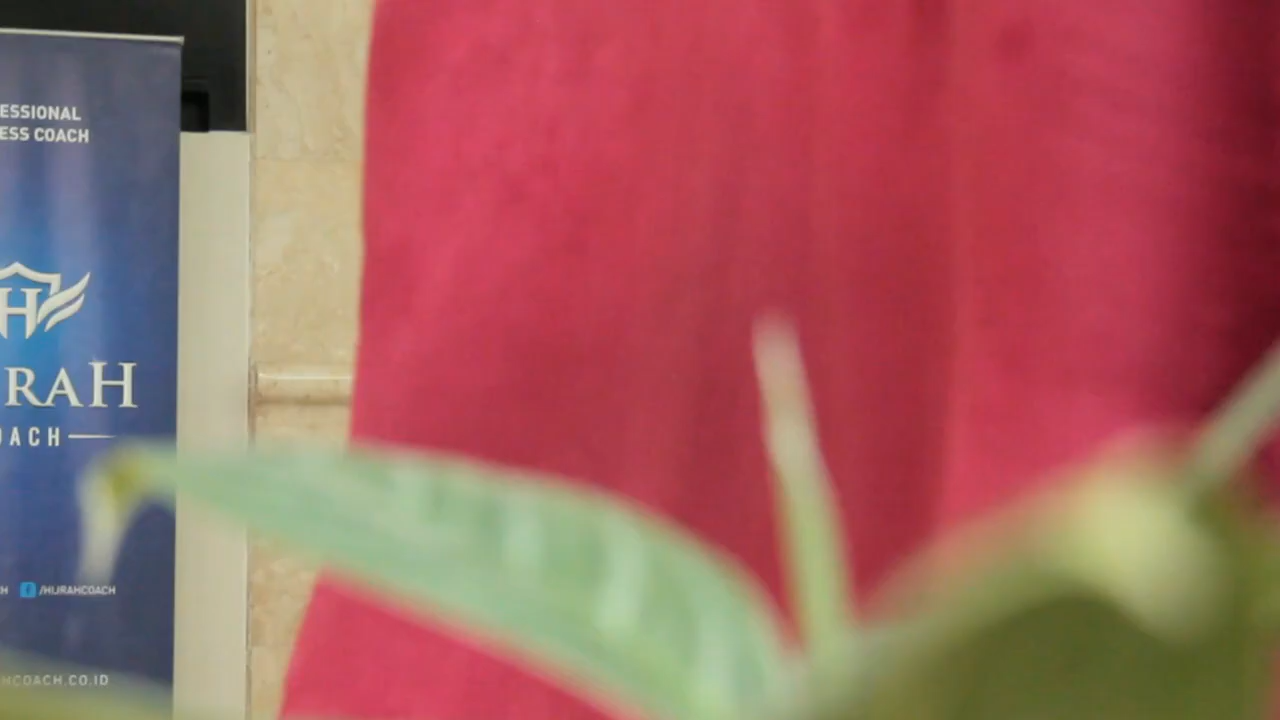 ESSIONAL
ESS COACH
H
RAH
OACH
H /HIJRAHCOACH
HCOACH.CO.ID